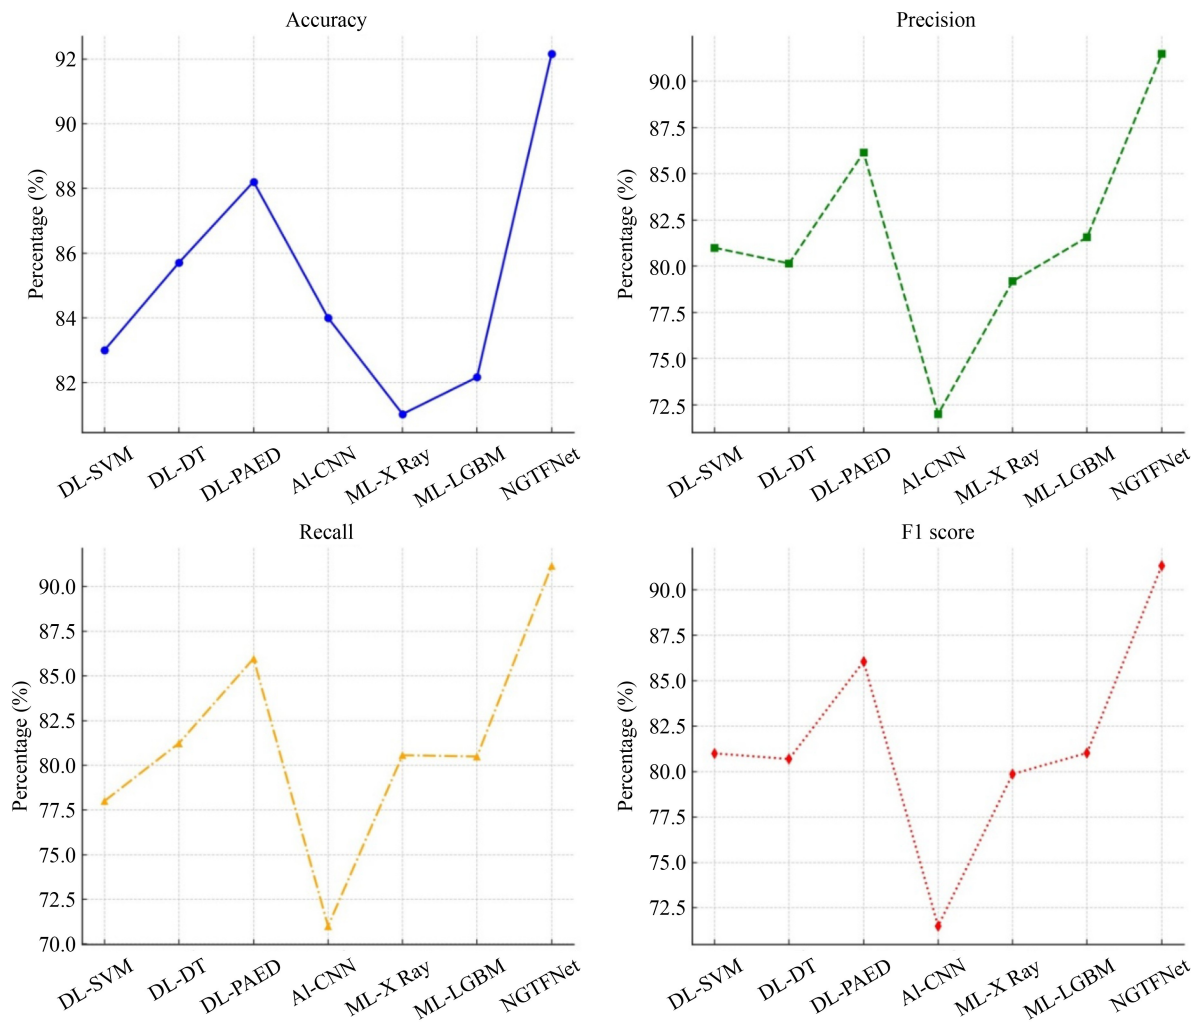 Accuracy
Percentage (%)
92
90
88
86
84
82
DL-SVM
DL-DT
DL-PAED
Al-CNN
ML-X Ray
ML-LGBM
NGTFNet
Precision
Percentage (%)
90.0
87.5
85.0
82.5
80.0
77.5
75.0
72.5
DL-SVM
DL-DT
DL-PAED
Al-CNN
ML-X Ray
ML-LGBM
NGTFNet
Recall
Percentage (%)
90.0
87.5
85.0
82.5
80.0
77.5
75.0
72.5
70.0
DL-SVM
DL-DT
DL-PAED
Al-CNN
ML-X Ray
ML-LGBM
NGTFNet
F1 score
Percentage (%)
90.0
87.5
85.0
82.5
80.0
77.5
75.0
72.5
DL-SVM
DL-DT
DL-PAED
Al-CNN
ML-X Ray
ML-LGBM
NGTFNet